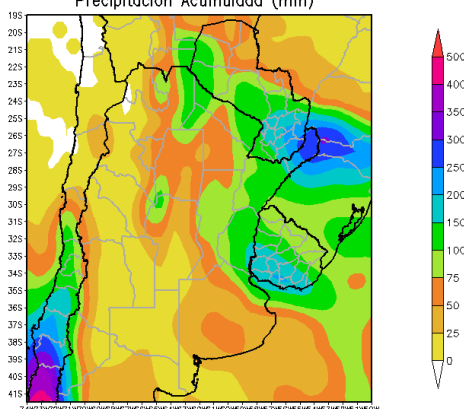 Precipitación Acumulada (mm)
19S
20S
21S
22S
23S
24S
25S
26S
27S
28S
29S
30S
31S
32S
33S
34S
35S
36S
37S
38S
39S
40S
41S
500
400
350
300
250
200
150
100
75
50
25
0